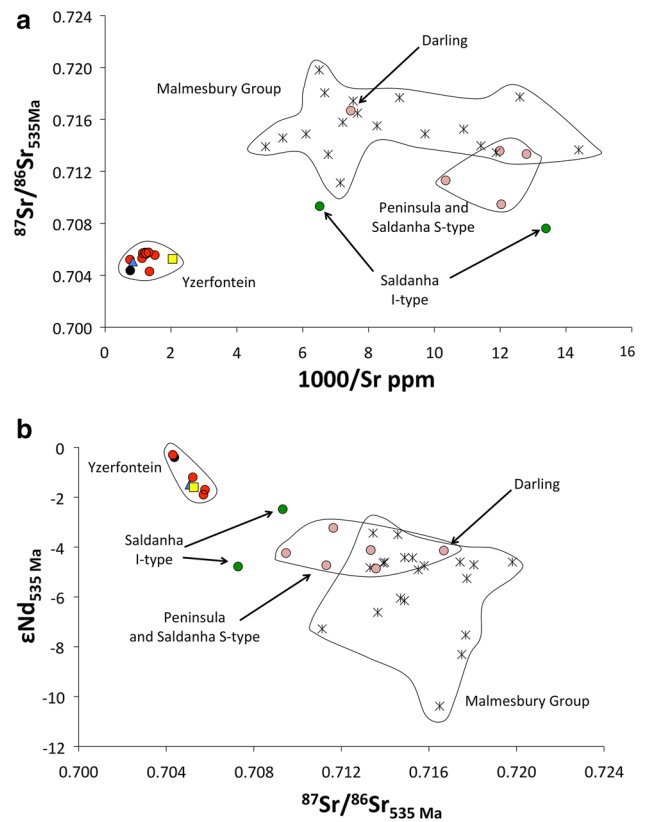 a
0.724
0.720
0.716
0.712
0.708
0.704
0.700
87Sr/86Sr535Ma
Darling
Malmesbury Group
Peninsula and
Saldanha S-type
Yzerfontein
Saldanha
I-type
0 2 4 6 8 10 12 14 16
1000/Sr ppm
b
0
-2
-4
-6
-8
-10
-12
εNd535 Ma
Yzerfontein
Darling
Saldanha
I-type
Peninsula
and Saldanha S-type
Malmesbury Group
0.700 0.704 0.708 0.712 0.716 0.720 0.724
87Sr/86Sr535 Ma